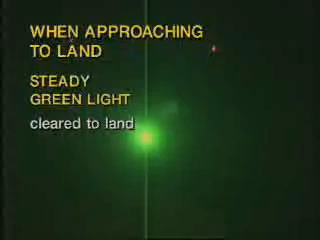 WHEN APPROACHING
TO LAND
STEADY
GREEN LIGHT
cleared to land